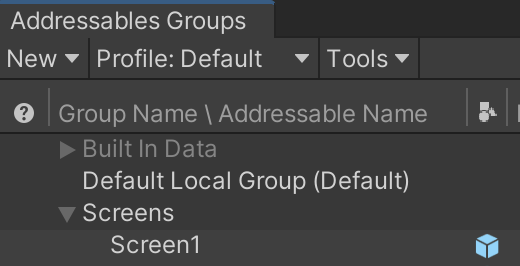 Addressables Groups
New Profile: Default Tools
Group Name \ Addressable Name
Built In Data
Default Local Group (Default)
Screens
Screen1